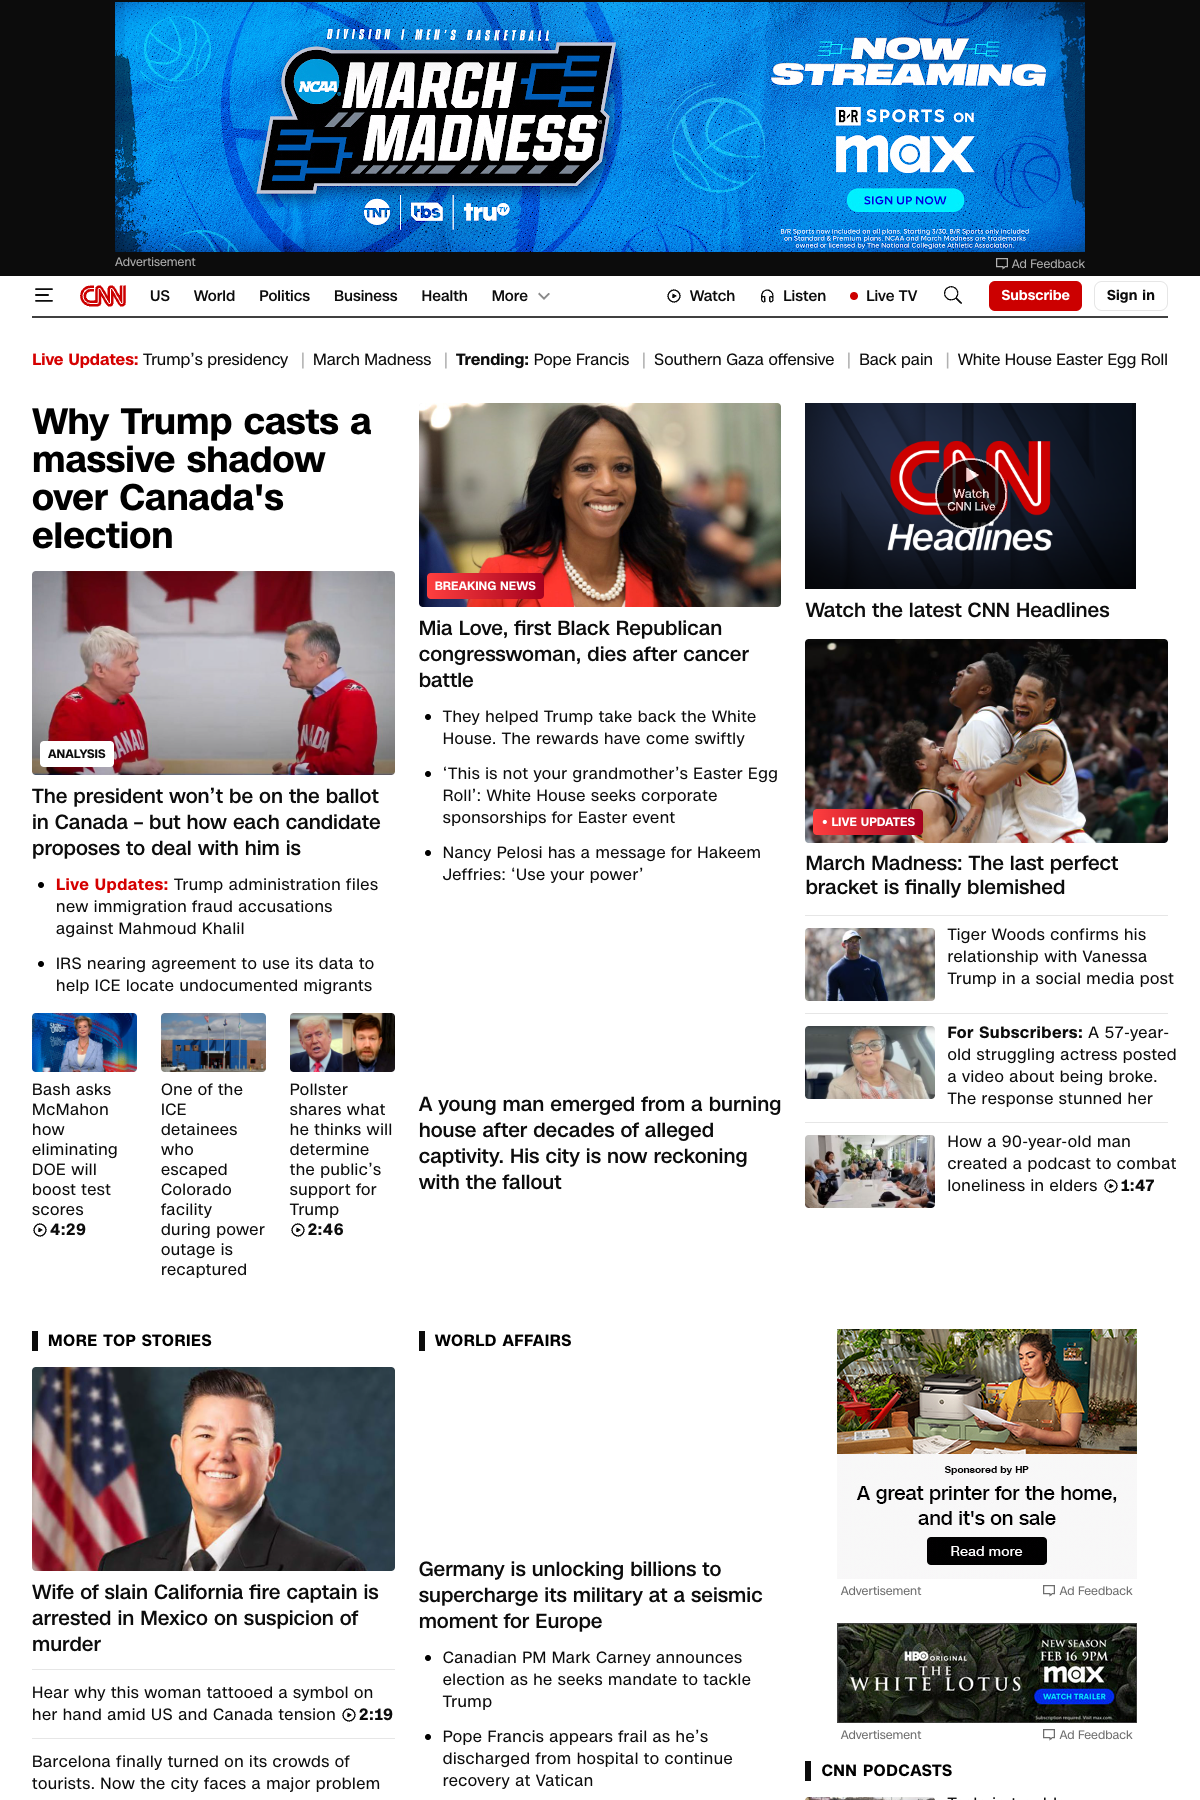 DIVISION I MEN'S BASKETBALL
NCAA
MARCH
MADNESS
TNT
tbs
truTV
NOW
STREAMING
B/R SPORTS ON
max
SIGN UP NOW
B/R Sports now included on all plans. Starting 3/30, B/R Sports only included
on Standard & Premium plans. NCAA and March Madness are trademarks
owned or licensed by The National Collegiate Athletic Association.
Advertisement
Ad Feedback
CNN
US
World
Politics
Business
Health
More
Watch
Listen
Live TV
Subscribe
Sign in
Live Updates: Trump’s presidency | March Madness | Trending: Pope Francis | Southern Gaza offensive | Back pain | White House Easter Egg Roll
Why Trump casts a
massive shadow
over Canada's
election
ANALYSIS
The president won’t be on the ballot
in Canada – but how each candidate
proposes to deal with him is
Live Updates: Trump administration files
new immigration fraud accusations
against Mahmoud Khalil
IRS nearing agreement to use its data to
help ICE locate undocumented migrants
Bash asks
McMahon
how
eliminating
DOE will
boost test
scores
4:29
One of the
ICE
detainees
who
escaped
Colorado
facility
during power
outage is
recaptured
Pollster
shares what
he thinks will
determine
the public’s
support for
Trump
2:46
BREAKING NEWS
Mia Love, first Black Republican
congresswoman, dies after cancer
battle
They helped Trump take back the White
House. The rewards have come swiftly
‘This is not your grandmother’s Easter Egg
Roll’: White House seeks corporate
sponsorships for Easter event
Nancy Pelosi has a message for Hakeem
Jeffries: ‘Use your power’
A young man emerged from a burning
house after decades of alleged
captivity. His city is now reckoning
with the fallout
CNN
Watch
CNN Live
Headlines
Watch the latest CNN Headlines
• LIVE UPDATES
March Madness: The last perfect
bracket is finally blemished
Tiger Woods confirms his
relationship with Vanessa
Trump in a social media post
For Subscribers: A 57-year-
old struggling actress posted
a video about being broke.
The response stunned her
How a 90-year-old man
created a podcast to combat
loneliness in elders 1:47
MORE TOP STORIES
Wife of slain California fire captain is
arrested in Mexico on suspicion of
murder
Hear why this woman tattooed a symbol on
her hand amid US and Canada tension 2:19
Barcelona finally turned on its crowds of
tourists. Now the city faces a major problem
WORLD AFFAIRS
Germany is unlocking billions to
supercharge its military at a seismic
moment for Europe
Canadian PM Mark Carney announces
election as he seeks mandate to tackle
Trump
Pope Francis appears frail as he’s
discharged from hospital to continue
recovery at Vatican
Sponsored by HP
A great printer for the home,
and it's on sale
Read more
Advertisement
Ad Feedback
HBO ORIGINAL
THE
WHITE LOTUS
NEW SEASON
FEB 16 9PM
max
WATCH TRAILER
Subscription required. Visit max.com.
Advertisement
Ad Feedback
CNN PODCASTS